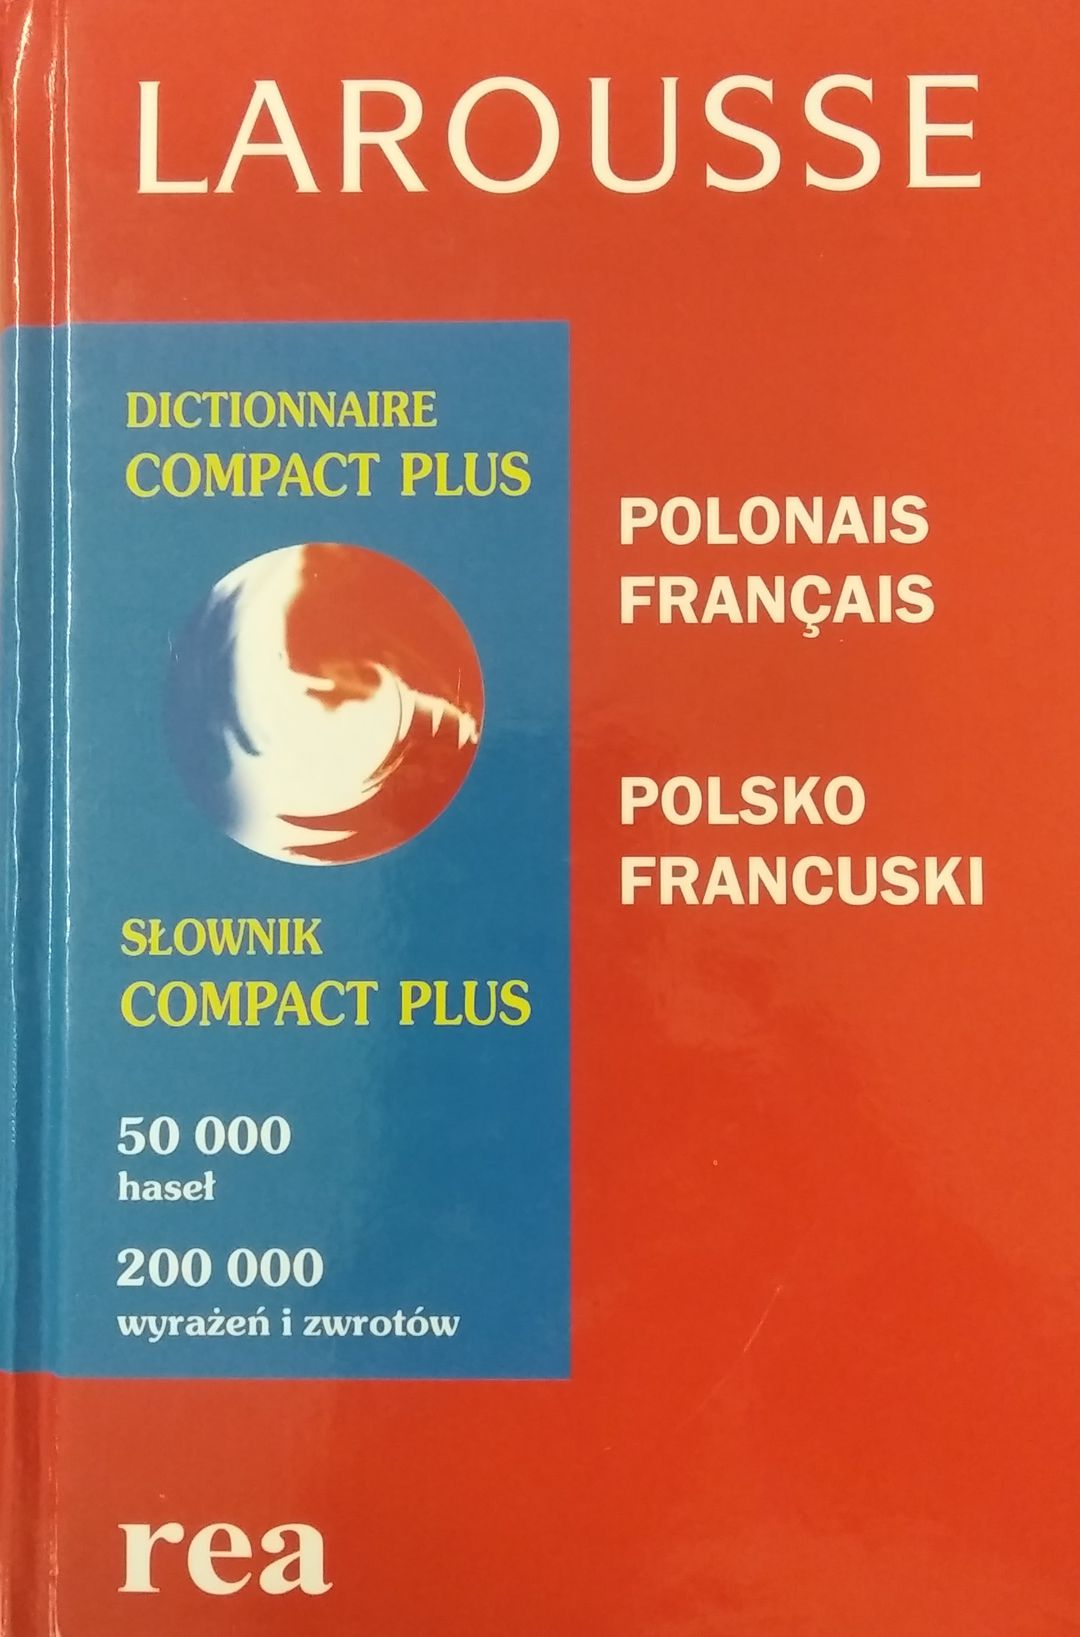 LAROUSSE
DICTIONNAIRE
COMPACT PLUS
POLONAIS
FRANÇAIS
POLSKO
FRANCUSKI
SŁOWNIK
COMPACT PLUS
50 000
haseł
200 000
wyrażeń i zwrotów
rea